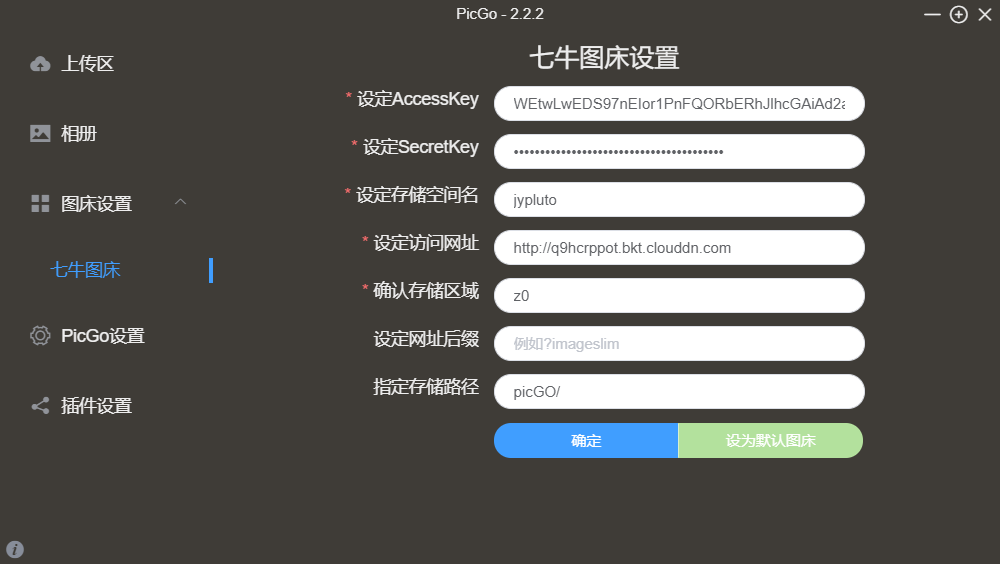 PicGo - 2.2.2
上传区
相册
图床设置
七牛图床
PicGo设置
插件设置
七牛图床设置
* 设定AccessKey
WEtwLwEDS97nEIor1PnFQORbERhJlhcGAiAd2a
* 设定SecretKey
* 设定存储空间名
jypluto
* 设定访问网址
http://q9hcrppot.bkt.clouddn.com
* 确认存储区域
z0
设定网址后缀
例如?imageslim
指定存储路径
picGO/
确定
设为默认图床